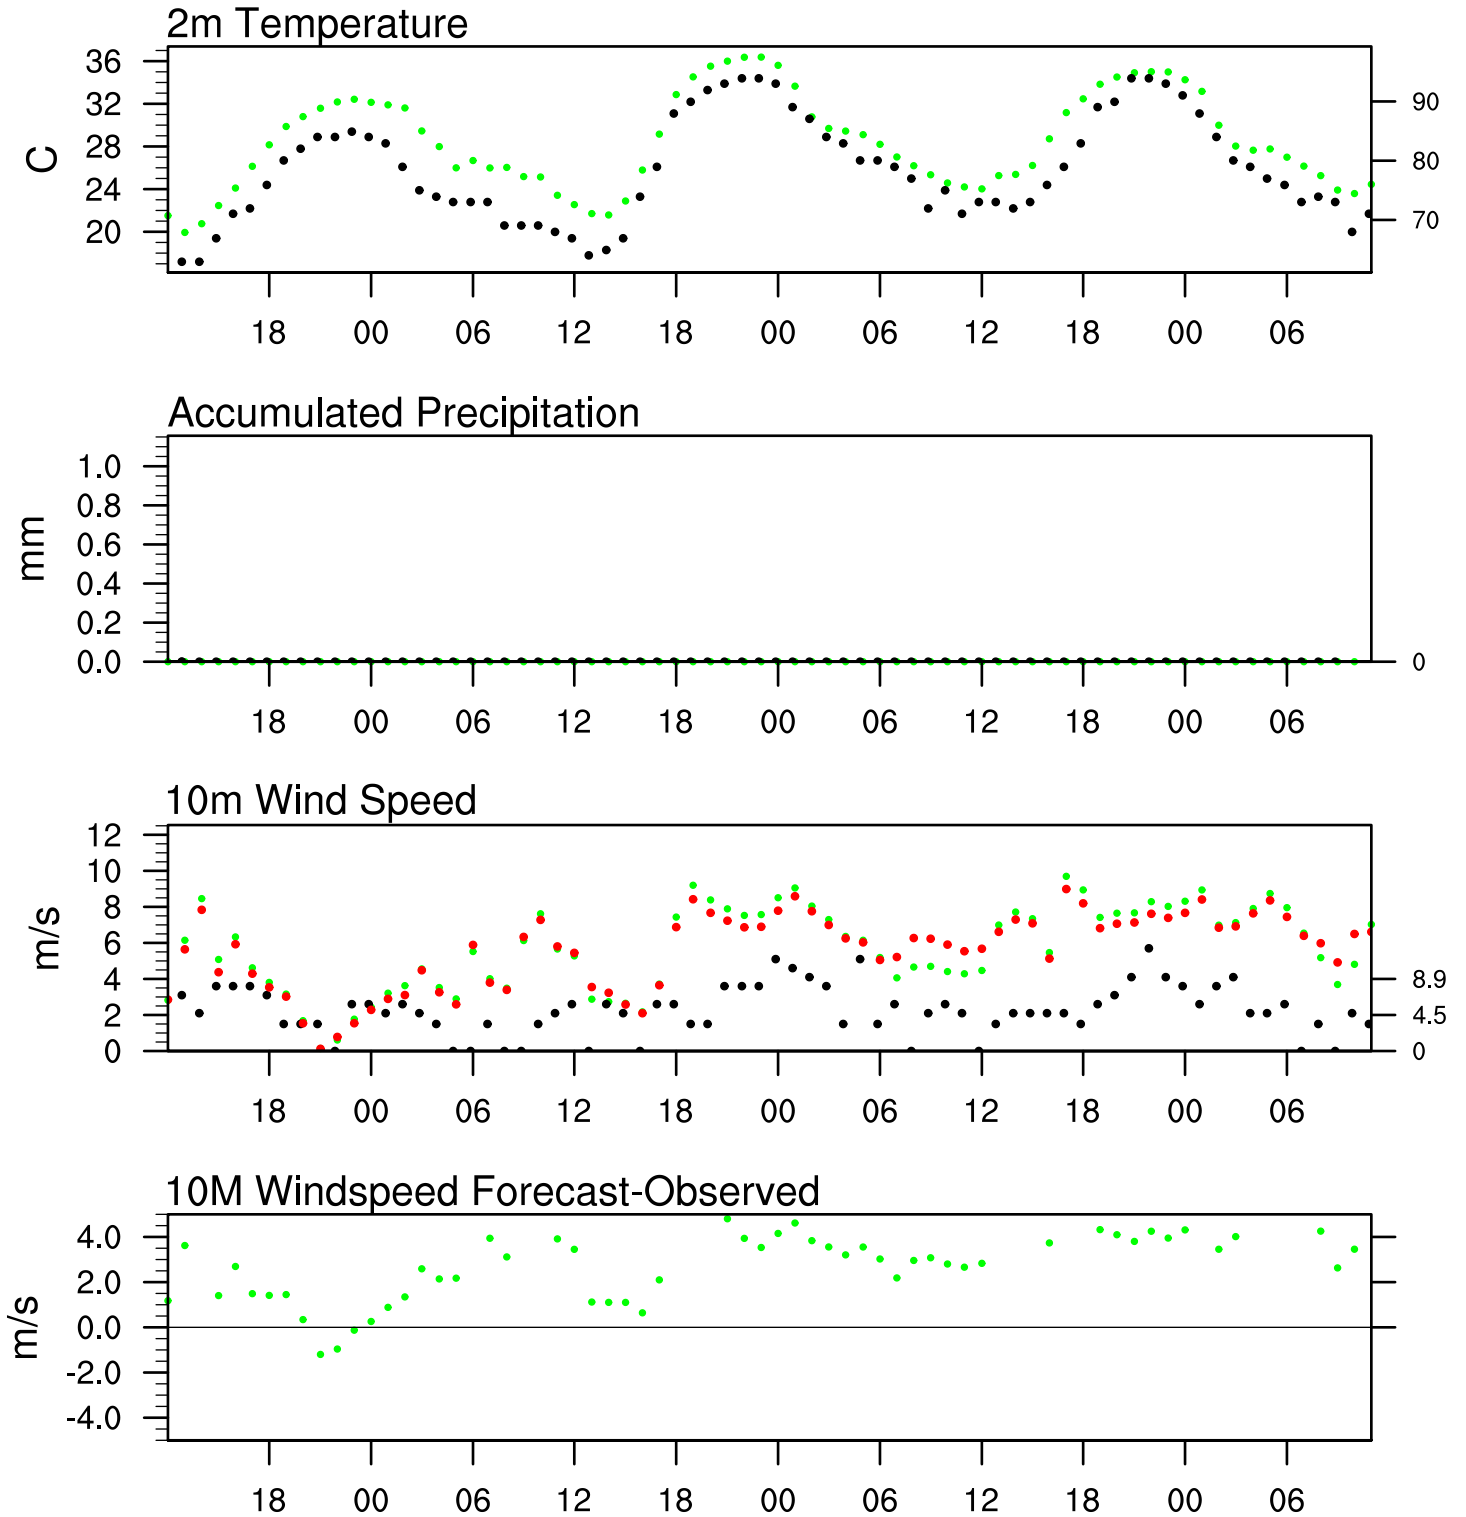 2m Temperature
36
32
28
24
20
C
90
80
70
18 00 06 12 18 00 06 12 18 00 06
Accumulated Precipitation
1.0
0.8
0.6
0.4
0.2
0.0
mm
0
18 00 06 12 18 00 06 12 18 00 06
10m Wind Speed
12
10
8
6
4
2
0
m/s
8.9
4.5
0
18 00 06 12 18 00 06 12 18 00 06
10M Windspeed Forecast-Observed
4.0
2.0
0.0
-2.0
-4.0
m/s
18 00 06 12 18 00 06 12 18 00 06